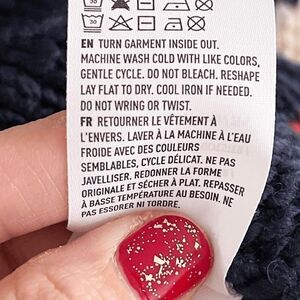 30
EN TURN GARMENT INSIDE OUT.
MACHINE WASH COLD WITH LIKE COLORS,
GENTLE CYCLE. DO NOT BLEACH. RESHAPE
LAY FLAT TO DRY. COOL IRON IF NEEDED.
DO NOT WRING OR TWIST.
FR RETOURNER LE VÊTEMENT À
L'ENVERS. LAVER À LA MACHINE À L'EAU
FROIDE AVEC DES COULEURS
SEMBLABLES, CYCLE DÉLICAT. NE PAS
JAVELLISER. REDONNER LA FORME
ORIGINALE ET SÉCHER À PLAT. REPASSER
À BASSE TEMPÉRATURE AU BESOIN. NE
PAS ESSORER NI TORDRE.